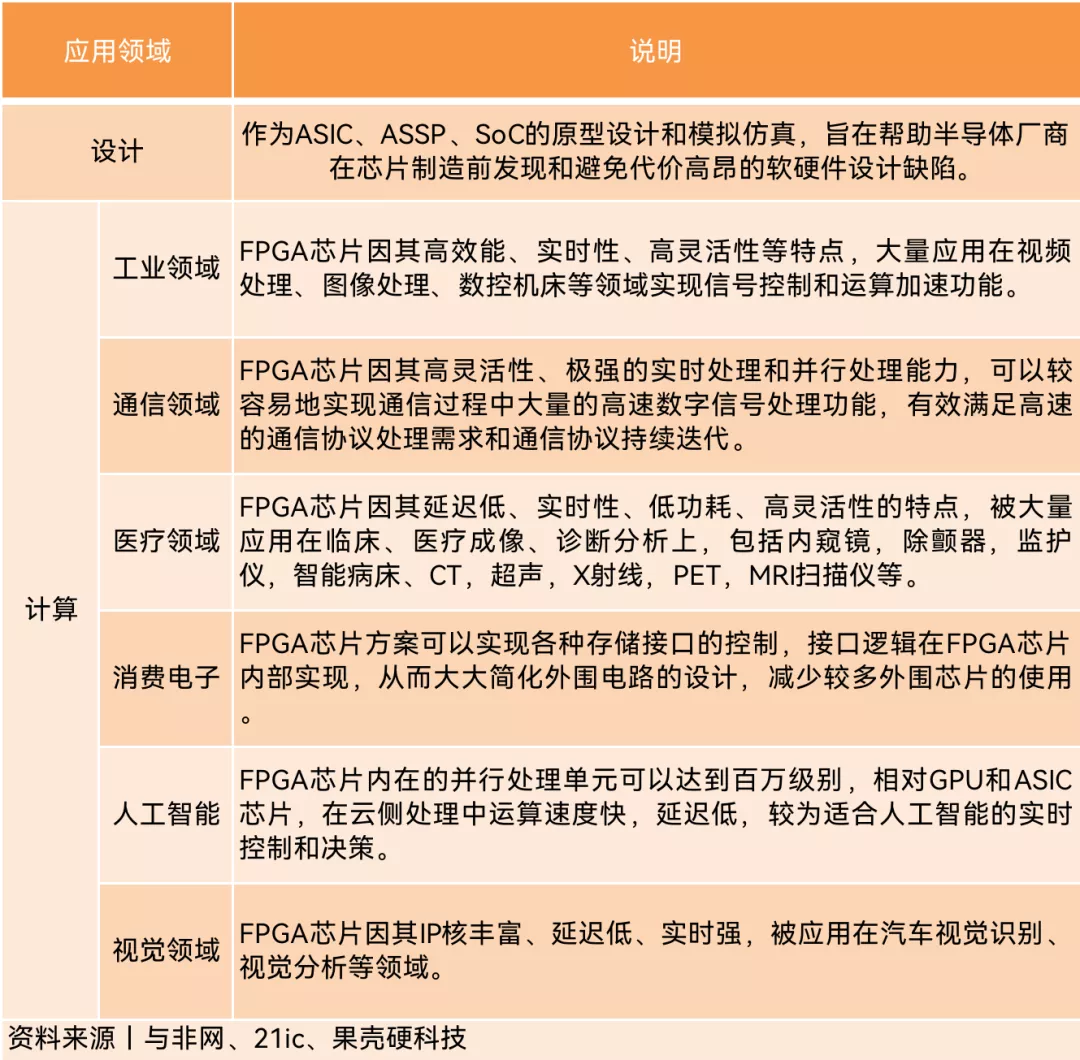 应用领域
说明
设计
作为ASIC、ASSP、SoC的原型设计和模拟仿真，旨在帮助半导体厂商
在芯片制造前发现和避免代价高昂的软硬件设计缺陷。
计算
工业领域
FPGA芯片因其高效能、实时性、高灵活性等特点，大量应用在视频
处理、图像处理、数控机床等领域实现信号控制和运算加速功能。
通信领域
FPGA芯片因其高灵活性、极强的实时处理和并行处理能力，可以较
容易地实现通信过程中大量的高速数字信号处理功能，有效满足高速
的通信协议处理需求和通信协议持续迭代。
医疗领域
FPGA芯片因其延迟低、实时性、低功耗、高灵活性的特点，被大量
应用在临床、医疗成像、诊断分析上，包括内窥镜，除颤器，监护
仪，智能病床、CT，超声，X射线，PET，MRI扫描仪等。
消费电子
FPGA芯片方案可以实现各种存储接口的控制，接口逻辑在FPGA芯片
内部实现，从而大大简化外围电路的设计，减少较多外围芯片的使用
。
人工智能
FPGA芯片内在的并行处理单元可以达到百万级别，相对GPU和ASIC
芯片，在云侧处理中运算速度快，延迟低，较为适合人工智能的实时
控制和决策。
视觉领域
FPGA芯片因其IP核丰富、延迟低、实时强，被应用在汽车视觉识别、
视觉分析等领域。
资料来源丨与非网、21ic、果壳硬科技